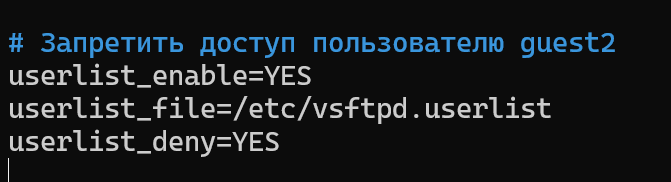 # Запретить доступ пользователю guest2
userlist_enable=YES
userlist_file=/etc/vsftpd.userlist
userlist_deny=YES